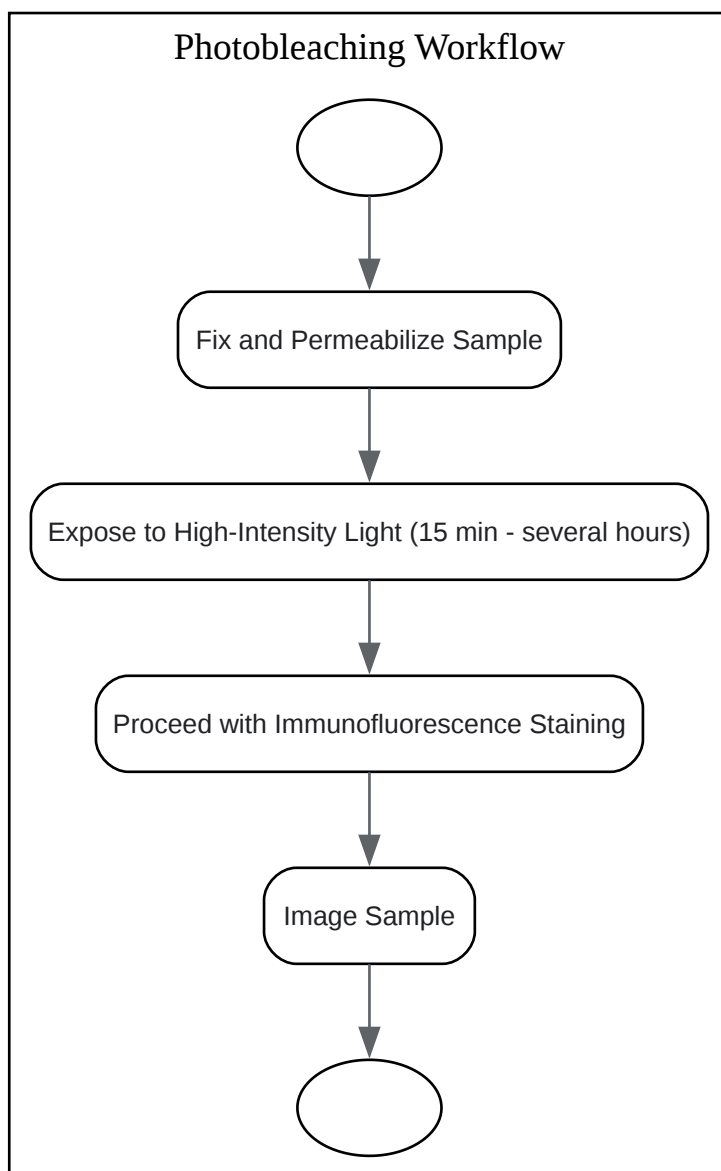 Photobleaching Workflow
Fix and Permeabilize Sample
Expose to High-Intensity Light (15 min - several hours)
Proceed with Immunofluorescence Staining
Image Sample